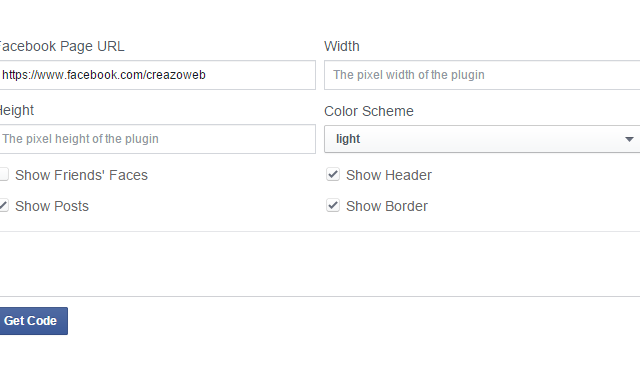 Facebook Page URL
Width
https://www.facebook.com/creazoweb
The pixel width of the plugin
Height
Color Scheme
The pixel height of the plugin
light
Show Friends' Faces
Show Header
Show Posts
Show Border
Get Code